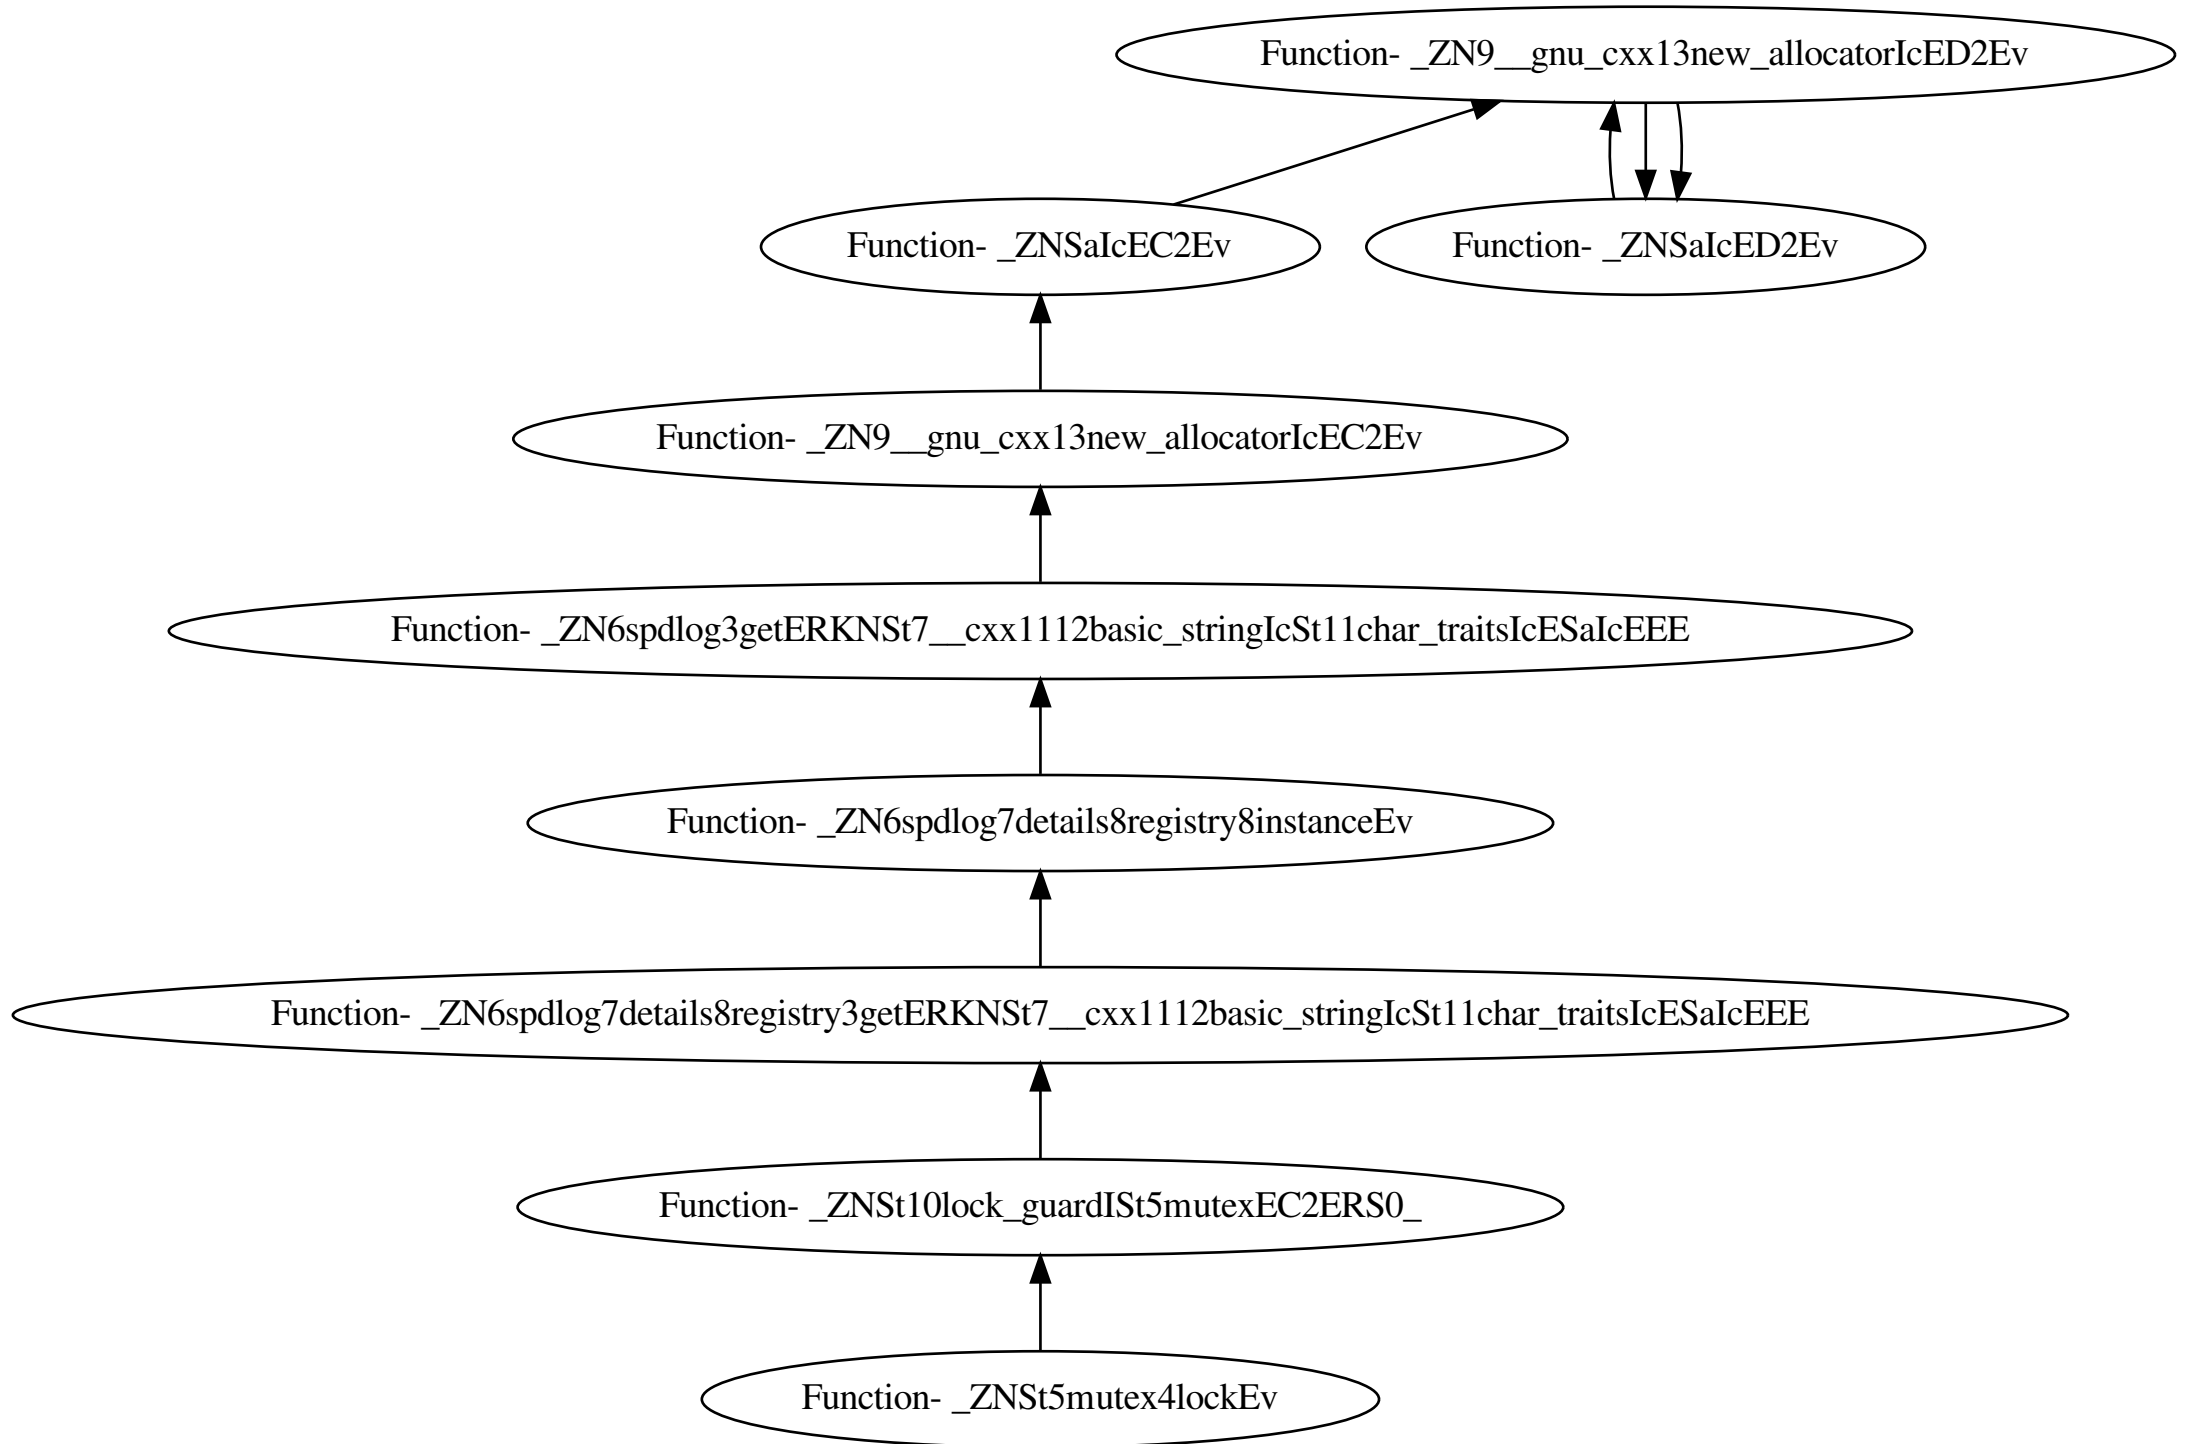 Function- _ZN9__gnu_cxx13new_allocatorIcED2Ev
Function- _ZNSaIcEC2Ev
Function- _ZNSaIcED2Ev
Function- _ZN9__gnu_cxx13new_allocatorIcEC2Ev
Function- _ZN6spdlog3getERKNSt7__cxx1112basic_stringIcSt11char_traitsIcESaIcEEE
Function- _ZN6spdlog7details8registry8instanceEv
Function- _ZN6spdlog7details8registry3getERKNSt7__cxx1112basic_stringIcSt11char_traitsIcESaIcEEE
Function- _ZNSt10lock_guardISt5mutexEC2ERS0_
Function- _ZNSt5mutex4lockEv